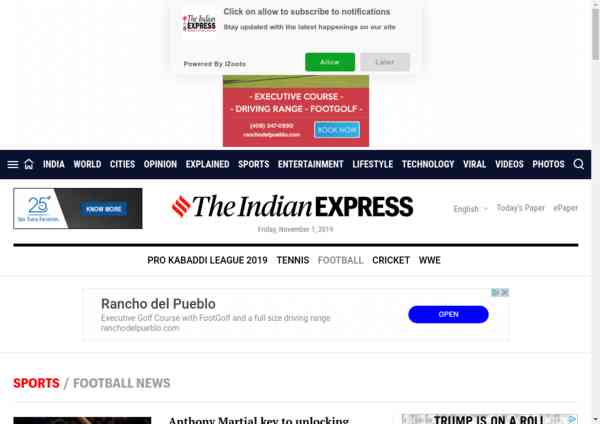 Click on allow to subscribe to notifications
The Indian
EXPRESS
Stay updated with the latest happenings on our site
Powered By iZooto
Allow
Later
- EXECUTIVE COURSE -
- DRIVING RANGE - FOOTGOLF -
(408) 347-0990
ranchodelpueblo.com
BOOK NOW
INDIA WORLD CITIES OPINION EXPLAINED SPORTS ENTERTAINMENT LIFESTYLE TECHNOLOGY VIRAL VIDEOS PHOTOS
25
KNOW MORE
The Indian EXPRESS
English
Today's Paper
ePaper
Friday, November 1, 2019
PRO KABADDI LEAGUE 2019 TENNIS FOOTBALL CRICKET WWE
Rancho del Pueblo
Executive Golf Course with FootGolf and a full size driving range
ranchodelpueblo.com
OPEN
SPORTS / FOOTBALL NEWS
Anthony Martial key to unlocking
TRUMP IS ON A ROLL